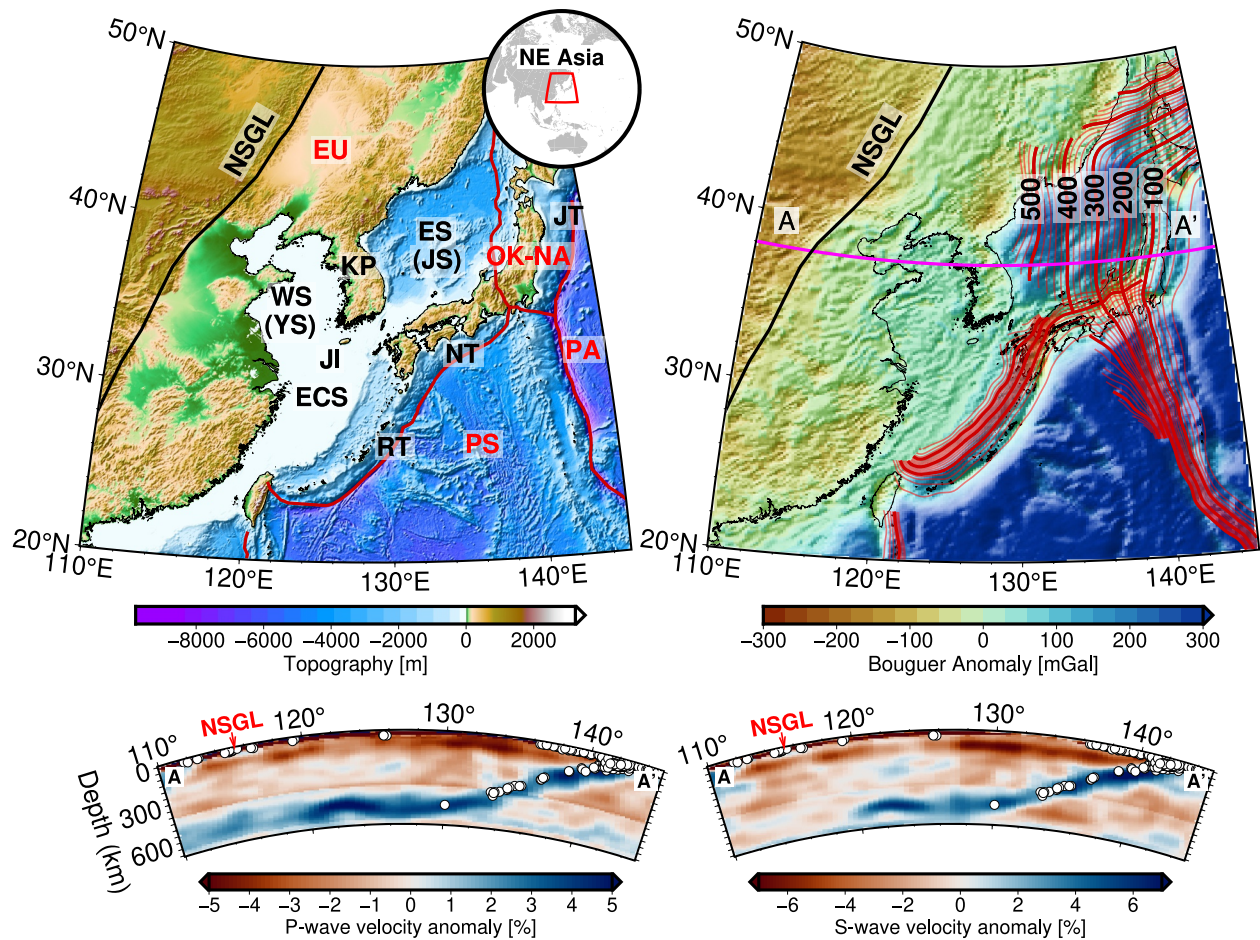 50°N
40°N
30°N
20°N
110°E
120°E
130°E
140°E
NE Asia
NSGL
EU
ES
(JS)
JT
OK-NA
KP
WS
(YS)
JI
ECS
NT
PA
RT
PS
−8000 −6000 −4000 −2000 0 2000
Topography [m]
50°N
40°N
30°N
20°N
110°E
120°E
130°E
140°E
NSGL
A
A'
500
400
300
200
100
−300 −200 −100 0 100 200 300
Bouguer Anomaly [mGal]
NSGL
110°
120°
130°
140°
A
A'
0
300
600
Depth (km)
−5 −4 −3 −2 −1 0 1 2 3 4 5
P-wave velocity anomaly [%]
NSGL
110°
120°
130°
140°
A
A'
−6 −4 −2 0 2 4 6
S-wave velocity anomaly [%]